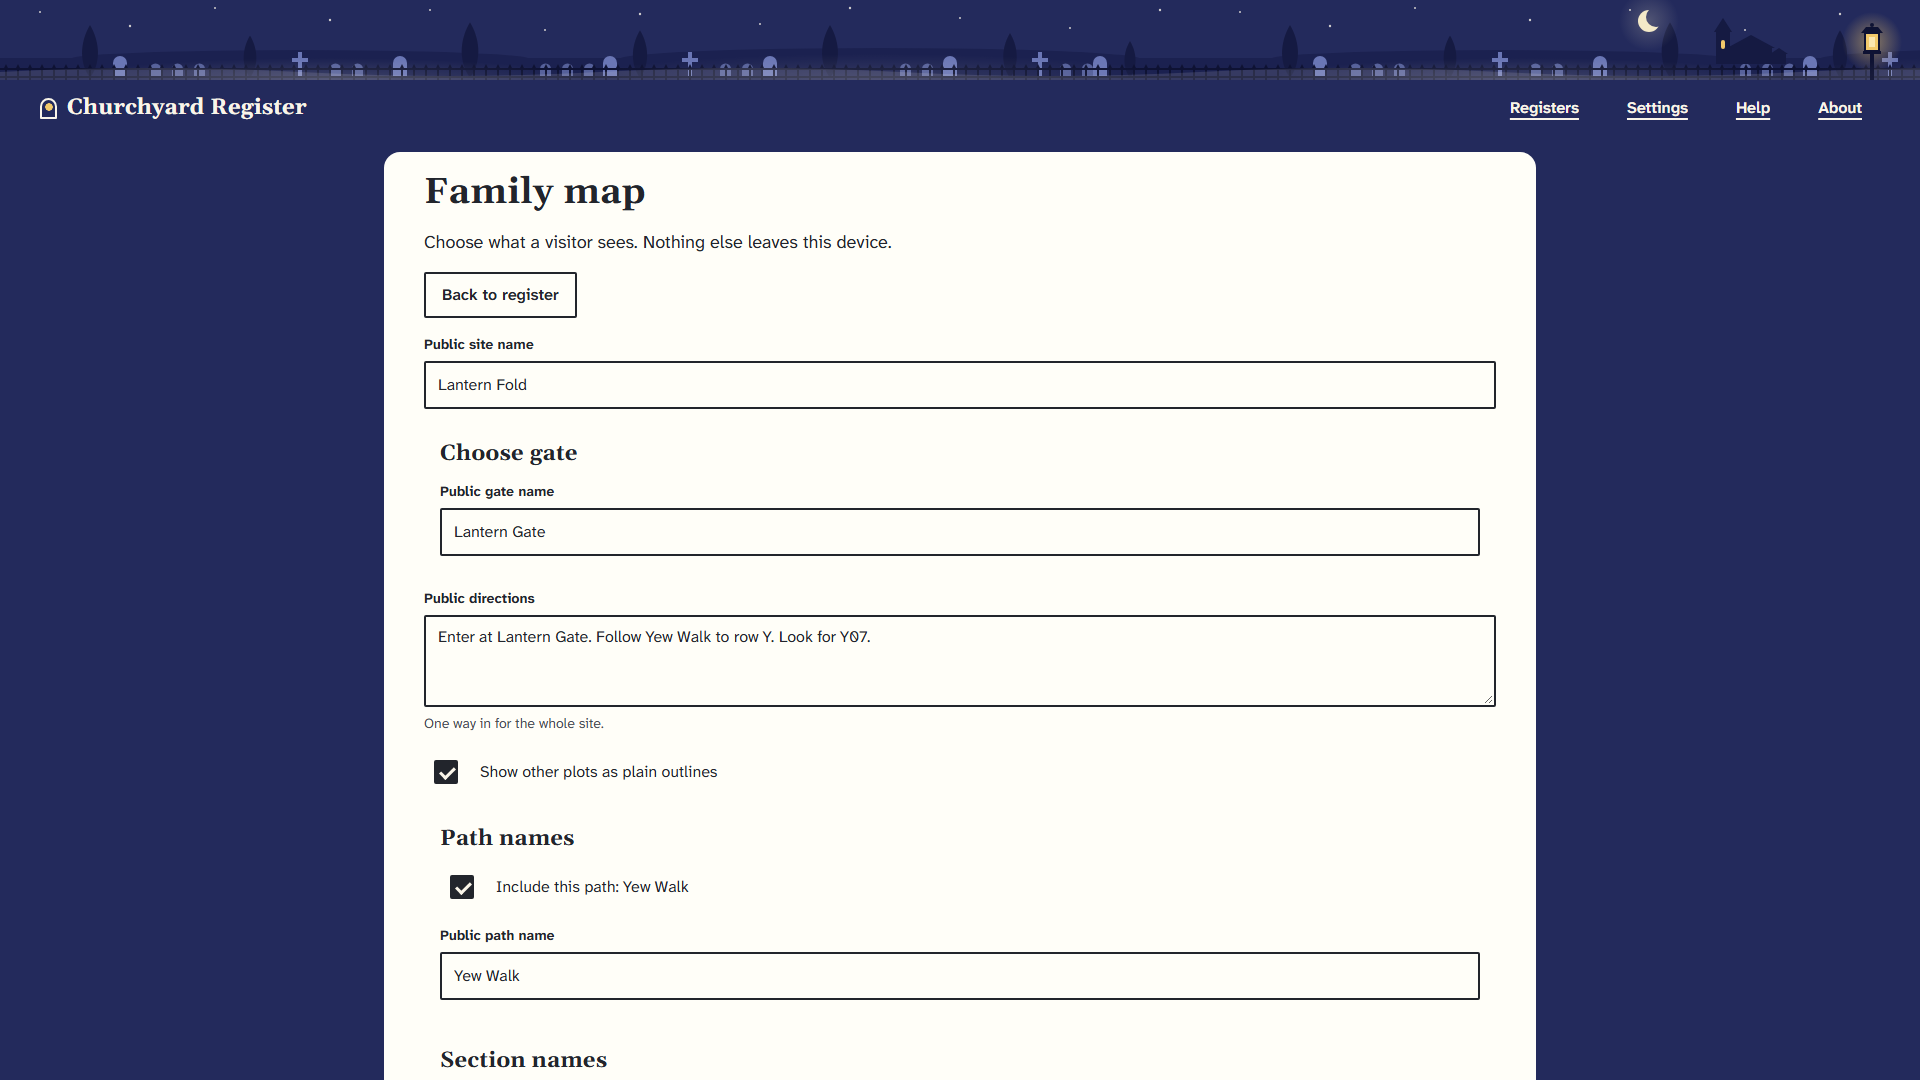 Churchyard Register
Registers
Settings
Help
About
Family map
Choose what a visitor sees. Nothing else leaves this device.
Back to register
Public site name
Lantern Fold
Choose gate
Public gate name
Lantern Gate
Public directions
Enter at Lantern Gate. Follow Yew Walk to row Y. Look for Y07.
One way in for the whole site.
Show other plots as plain outlines
Path names
Include this path: Yew Walk
Public path name
Yew Walk
Section names